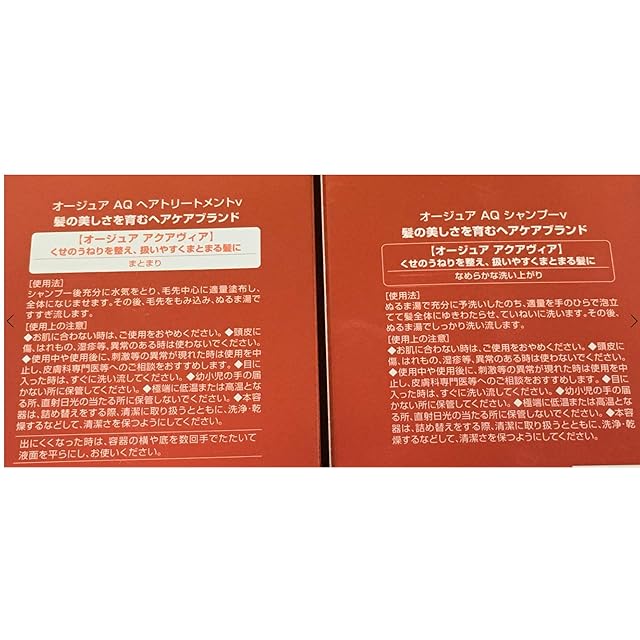 オージュア AQ ヘアトリートメントv
髪の美しさを育むヘアケアブランド
【オージュア アクアヴィア】
くせのうねりを整え、扱いやすくまとまる髪に
まとまり
[使用法]
シャンプー後充分に水気をとり、毛先中心に適量塗布し、
全体になじませます。その後、毛先をもみ込み、ぬるま湯で
すすぎ流します。
[使用上の注意]
◆お肌に合わない時は、ご使用をおやめください。◆頭皮に
傷、はれもの、湿疹等、異常のある時は使わないでください。
◆使用中や使用後に、刺激等の異常が現れた時は使用を中
止し、皮膚科専門医等へのご相談をおすすめします。◆目に
入った時は、すぐに洗い流してください。◆幼小児の手の届
かない所に保管してください。◆極端に低温または高温とな
る所、直射日光の当たる所に保管しないでください。◆本容
器は、詰め替えをする際、清潔に取り扱うとともに、洗浄・乾
燥するなどして、清潔さを保つようにしてください。
出にくくなった時は、容器の横や底を数回手でたたいて
液面を平らにし、お使いください。
オージュア AQ シャンプーv
髪の美しさを育むヘアケアブランド
【オージュア アクアヴィア】
くせのうねりを整え、扱いやすくまとまる髪に
なめらかな洗い上がり
[使用法]
ぬるま湯で充分に予洗いしたのち、適量を手のひらで泡立
てて髪全体にゆきわたらせ、ていねいに洗います。その後、
ぬるま湯でしっかり洗い流します。
[使用上の注意]
◆お肌に合わない時は、ご使用をおやめください。◆頭皮に
傷、はれもの、湿疹等、異常のある時は使わないでください。
◆使用中や使用後に、刺激等の異常が現れた時は使用を中
止し、皮膚科専門医等へのご相談をおすすめします。◆目に
入った時は、すぐに洗い流してください。◆幼小児の手の届
かない所に保管してください。◆極端に低温または高温とな
る所、直射日光の当たる所に保管しないでください。◆本容
器は、詰め替えをする際、清潔に取り扱うとともに、洗浄・乾
燥するなどして、清潔さを保つようにしてください。